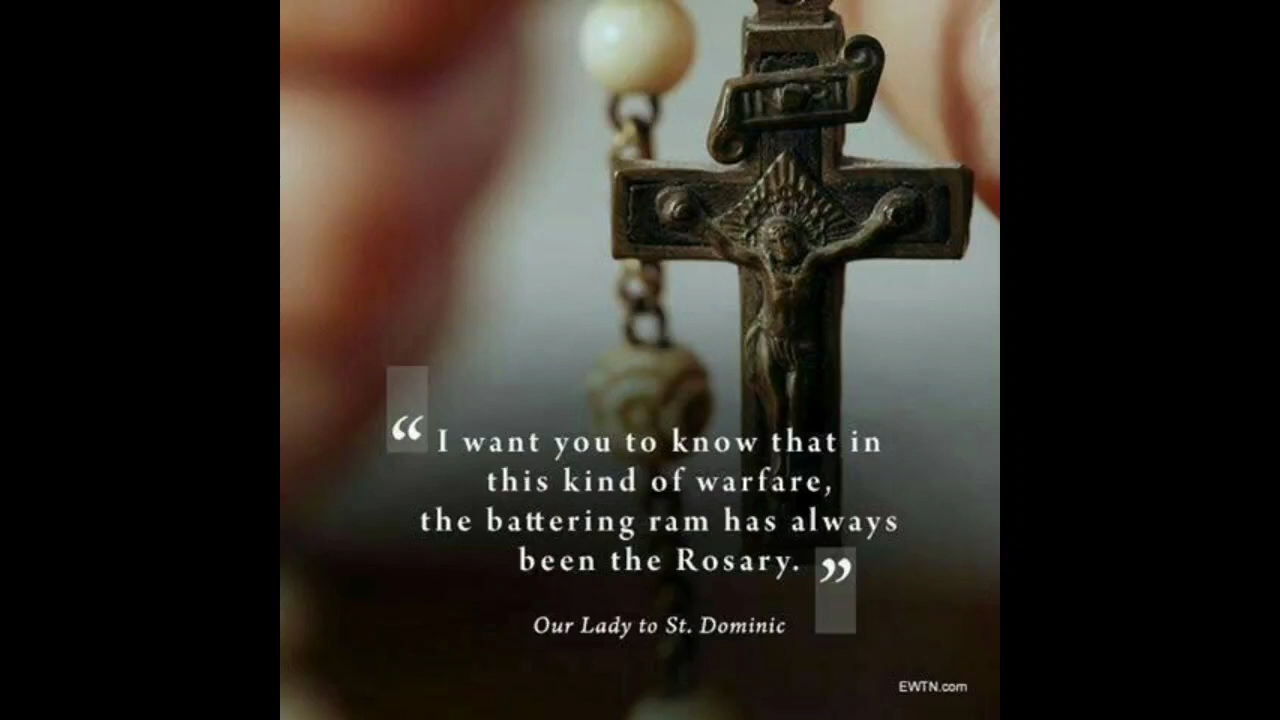 “ I want you to know that in
this kind of warfare,
the battering ram has always
been the Rosary. ”
Our Lady to St. Dominic
EWTN.com